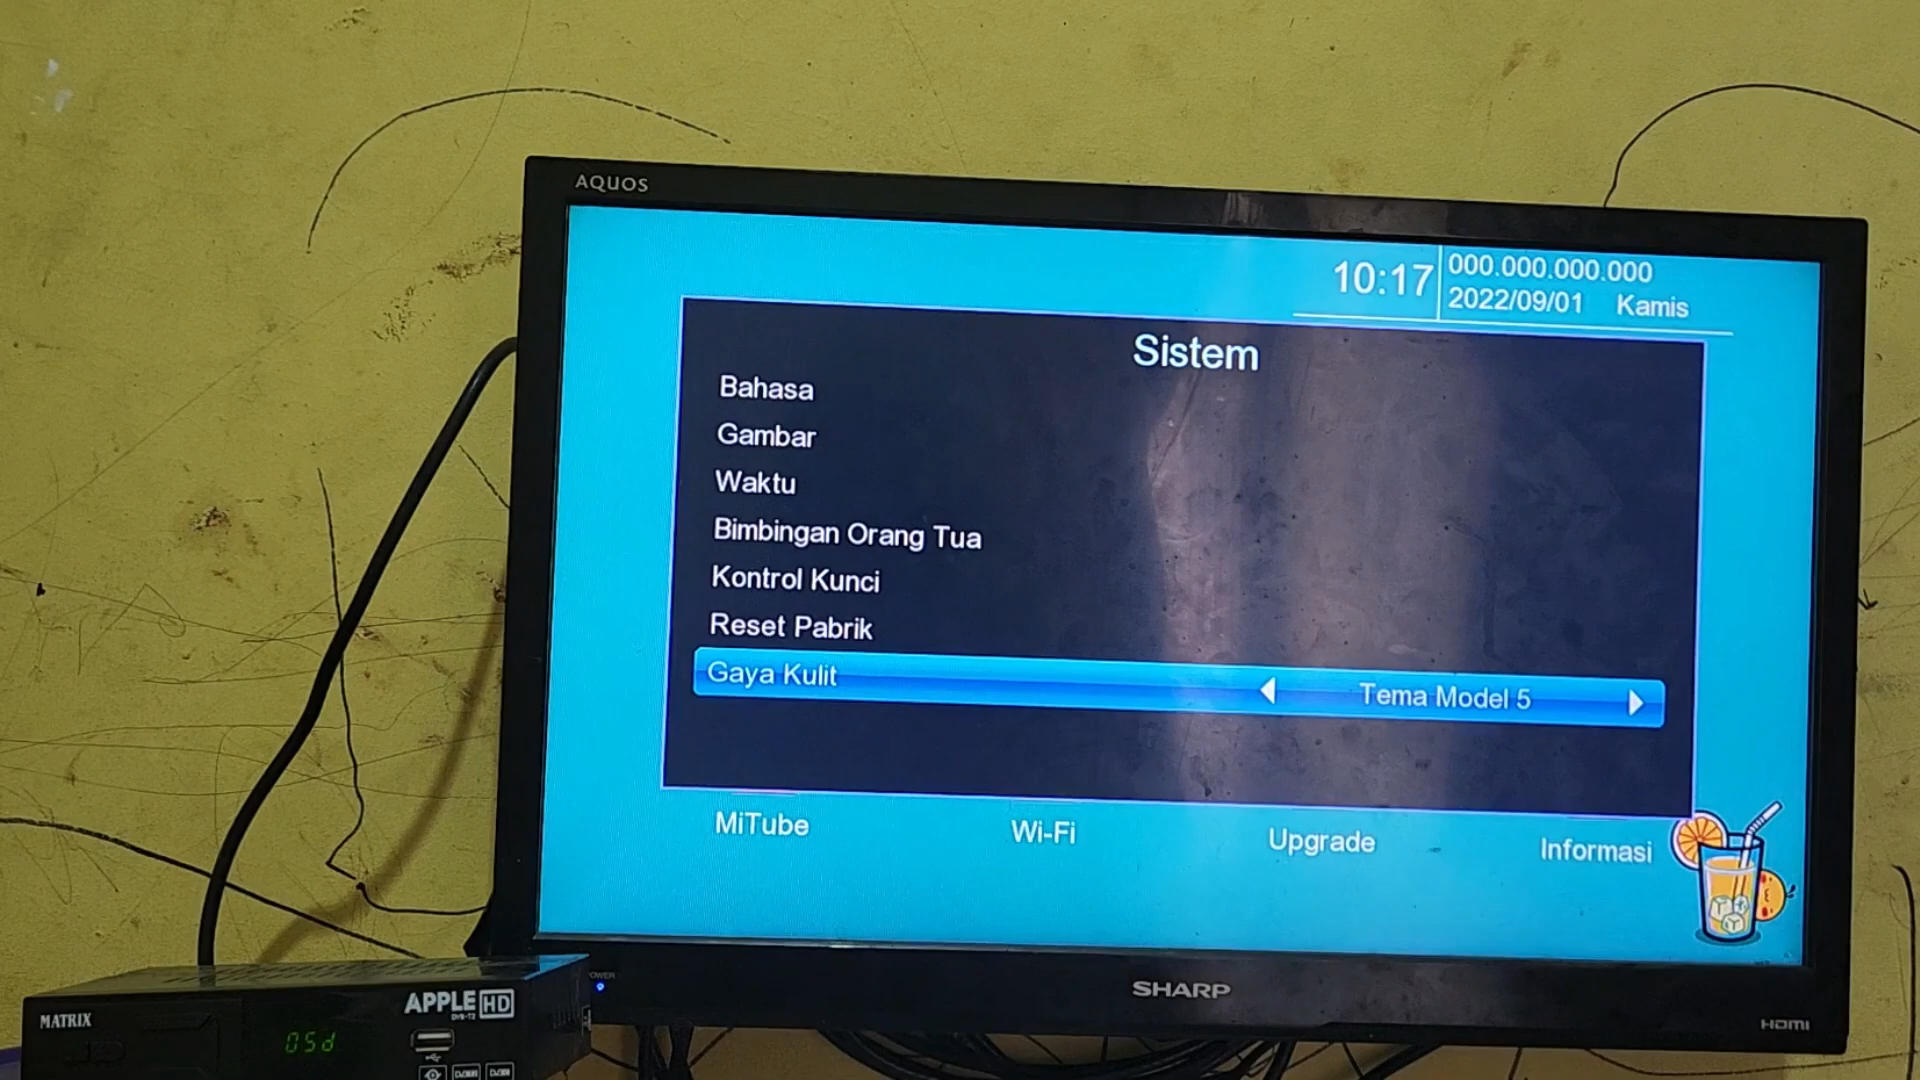 AQUOS
10:17
000.000.000.000
2022/09/01 Kamis
Sistem
Bahasa
Gambar
Waktu
Bimbingan Orang Tua
Kontrol Kunci
Reset Pabrik
Gaya Kulit Tema Model 5
MiTube Wi-Fi Upgrade Informasi
SHARP
HDMI
MATRIX
APPLE HD
DVB-T2
05d